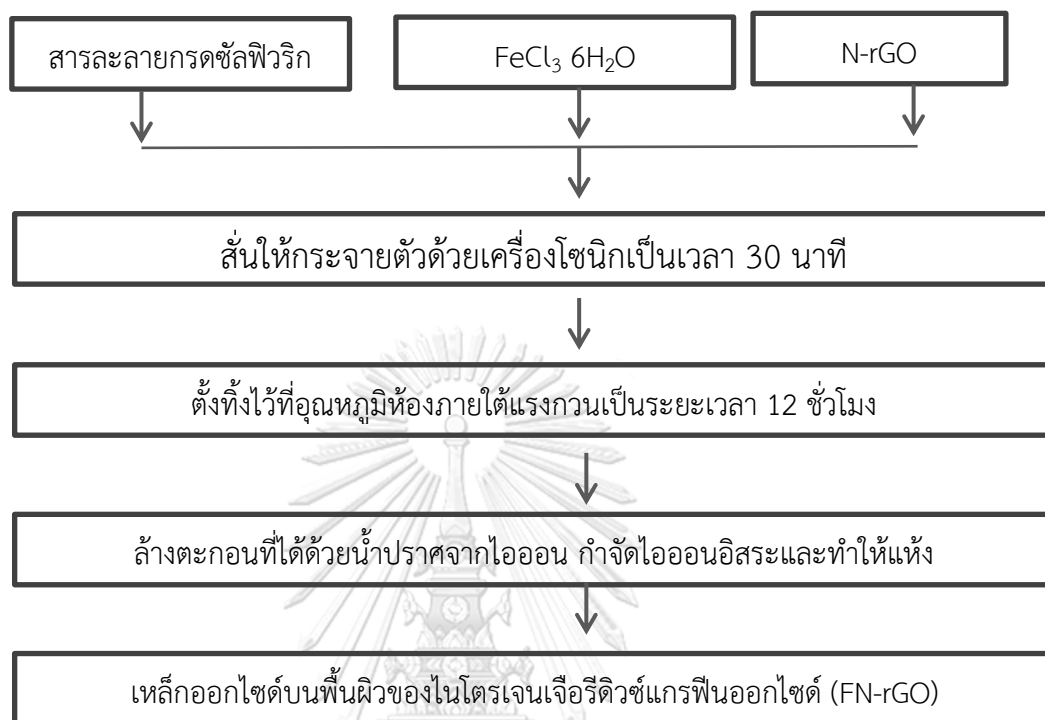 สารละลายกรดซัลฟิวริก
FeCl₃ 6H₂O
N-rGO
สั่นให้กระจายตัวด้วยเครื่องโซนิกเป็นเวลา 30 นาที
ตั้งทิ้งไว้ที่อุณหภูมิห้องภายใต้แรงกวนเป็นระยะเวลา 12 ชั่วโมง
ล้างตะกอนที่ได้ด้วยน้ำปราศจากไอออน กำจัดไอออนอิสระและทำให้แห้ง
เหล็กออกไซด์บนพื้นผิวของไนโตรเจนเจือรีดิวซ์แกรฟีนออกไซด์ (FN-rGO)